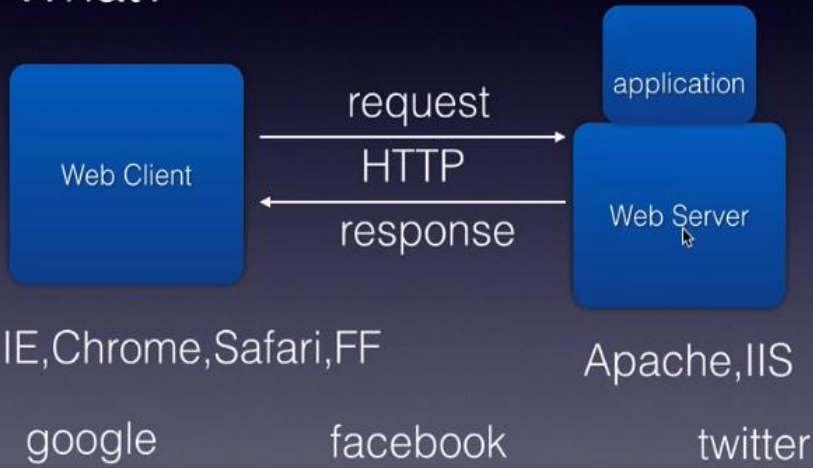 application
request
Web Client
HTTP
Web Server
response
IE,Chrome,Safari,FF
Apache,IIS
google facebook twitter